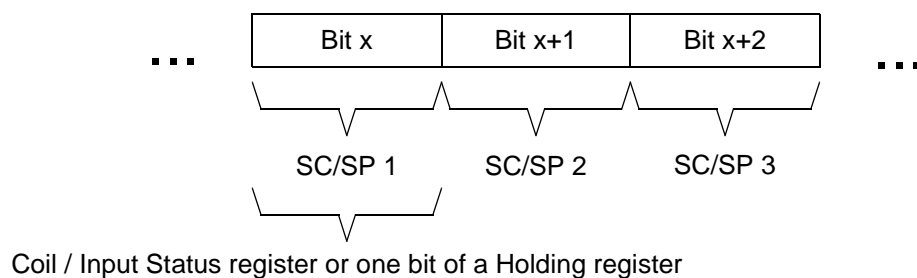 Bit x Bit x+1 Bit x+2
... ...
SC/SP 1 SC/SP 2 SC/SP 3
Coil / Input Status register or one bit of a Holding register